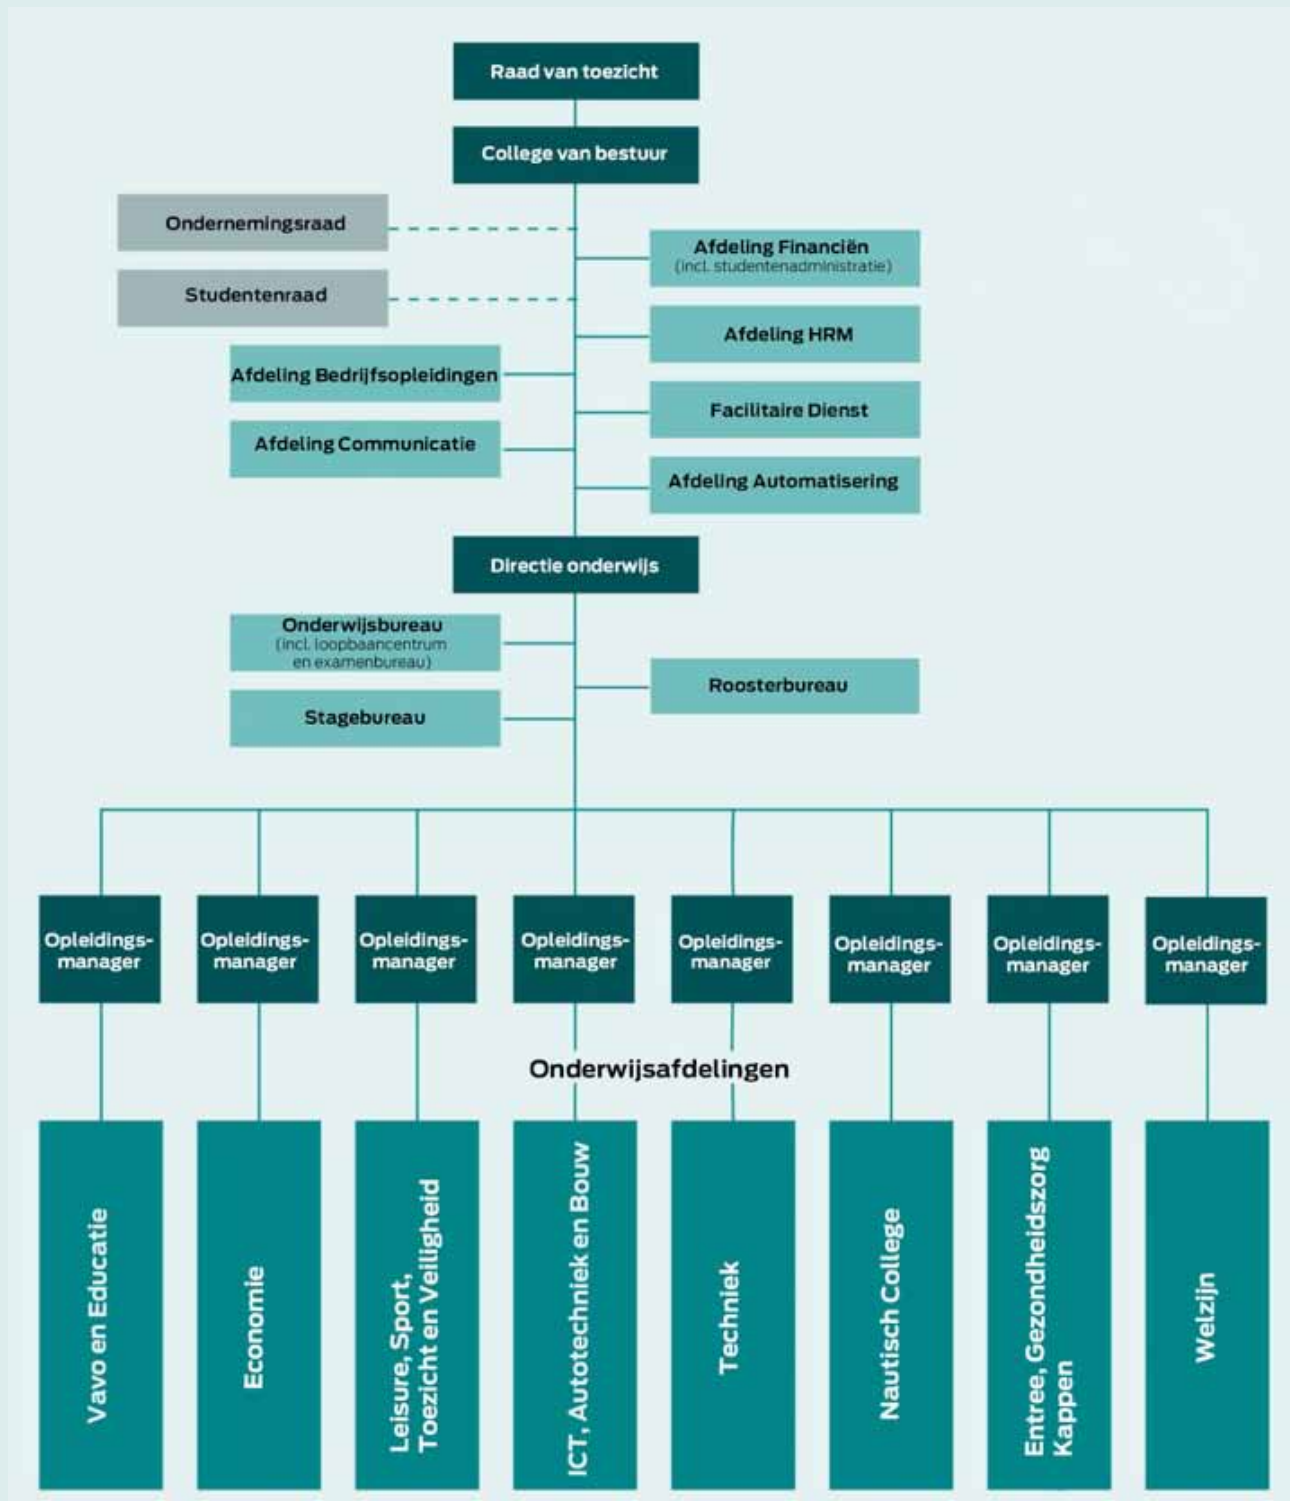 Raad van toezicht
College van bestuur
Ondernemingsraad
Afdeling Financiën
(incl. studentenadministratie)
Studentenraad
Afdeling HRM
Afdeling Bedrijfsopleidingen
Facilitaire Dienst
Afdeling Communicatie
Afdeling Automatisering
Directie onderwijs
Onderwijsbureau
(incl. loopbaancentrum
en examenbureau)
Roosterbureau
Stagebureau
Opleidings-
manager
Opleidings-
manager
Opleidings-
manager
Opleidings-
manager
Opleidings-
manager
Opleidings-
manager
Opleidings-
manager
Opleidings-
manager
Onderwijsafdelingen
Vavo en Educatie
Economie
Leisure, Sport,
Toezicht en Veiligheid
ICT, Autotechniek en Bouw
Techniek
Nautisch College
Entree, Gezondheidszorg
Kappen
Welzijn